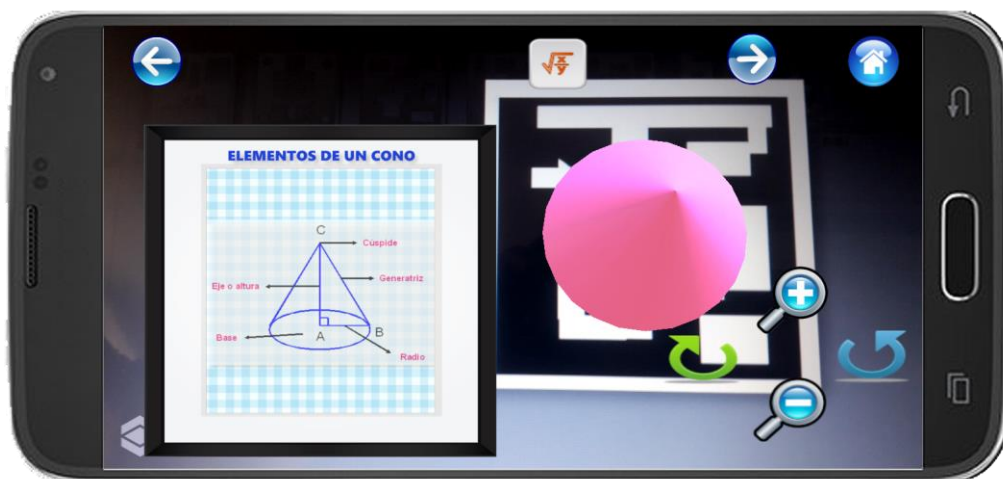 √x/y
ELEMENTOS DE UN CONO
C
Cúspide
Generatriz
Eje o altura
Base
A
B
Radio